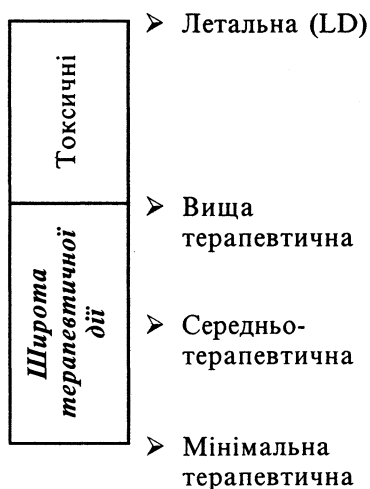 Токсичні
Широта
терапевтичної
дії
➢ Летальна (LD)
➢ Вища
терапевтична
➢ Середньо-
терапевтична
➢ Мінімальна
терапевтична